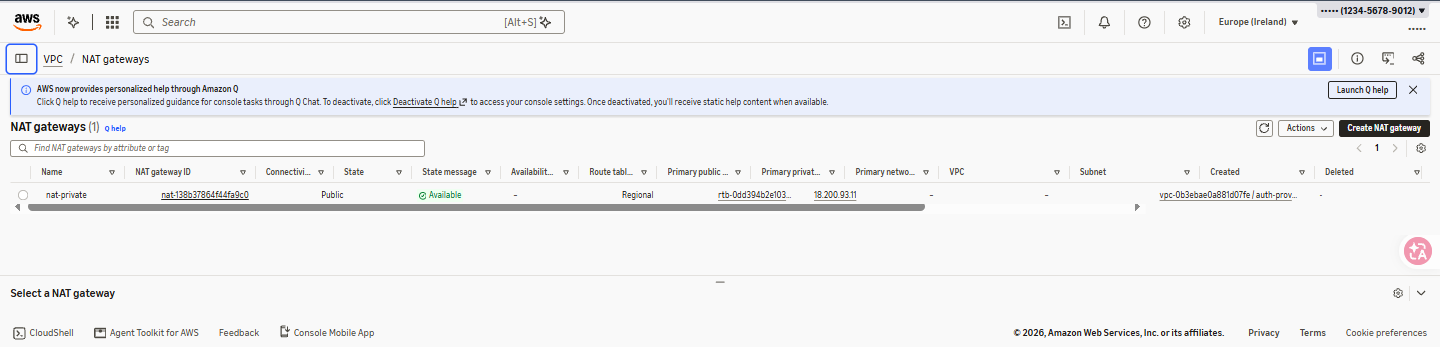 aws
Search [Alt+S]
Europe (Ireland) ▼
••••• (1234-5678-9012) ▼
•••••
VPC / NAT gateways
AWS now provides personalized help through Amazon Q
Click Q help to receive personalized guidance for console tasks through Q Chat. To deactivate, click Deactivate Q help to access your console settings. Once deactivated, you'll receive static help content when available.
Launch Q help
NAT gateways (1) Q help
Actions
Create NAT gateway
Find NAT gateways by attribute or tag
1
Name NAT gateway ID Connectivi... State State message Availabilit... Route tabl... Primary public ... Primary privat... Primary netwo... VPC Subnet Created Deleted
nat-private nat-138b37864f44fa9c0 Public Available – Regional rtb-0dd394b2e103... 18.200.93.11 – – vpc-0b3ebae0a881d07fe / auth-prov... -
Select a NAT gateway
CloudShell Agent Toolkit for AWS Feedback Console Mobile App © 2026, Amazon Web Services, Inc. or its affiliates. Privacy Terms Cookie preferences